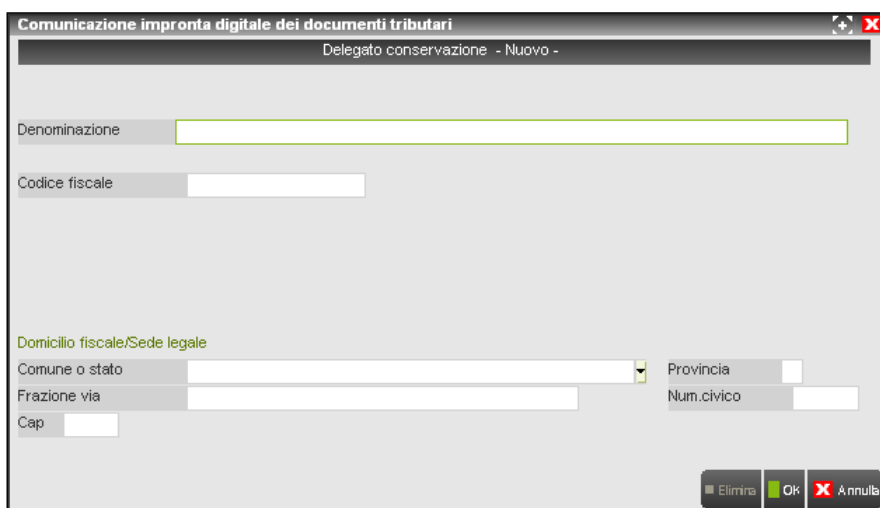 Comunicazione impronta digitale dei documenti tributari
Delegato conservazione - Nuovo -
Denominazione
Codice fiscale
Domicilio fiscale/Sede legale
Comune o stato Provincia
Frazione via Num.civico
Cap
Elimina OK Annulla